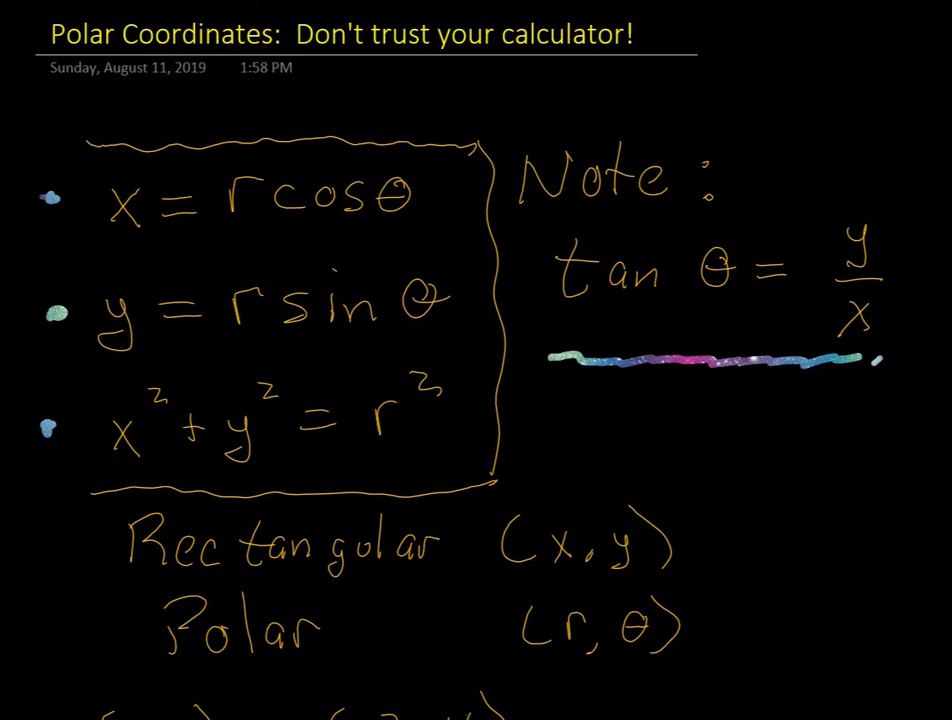 Polar Coordinates: Don't trust your calculator!
Sunday, August 11, 2019 1:58 PM
x = r cosθ
y = r sin θ
x² + y² = r²
Note:
tan θ = y/x
Rectangular (x, y)
Polar (r, θ)